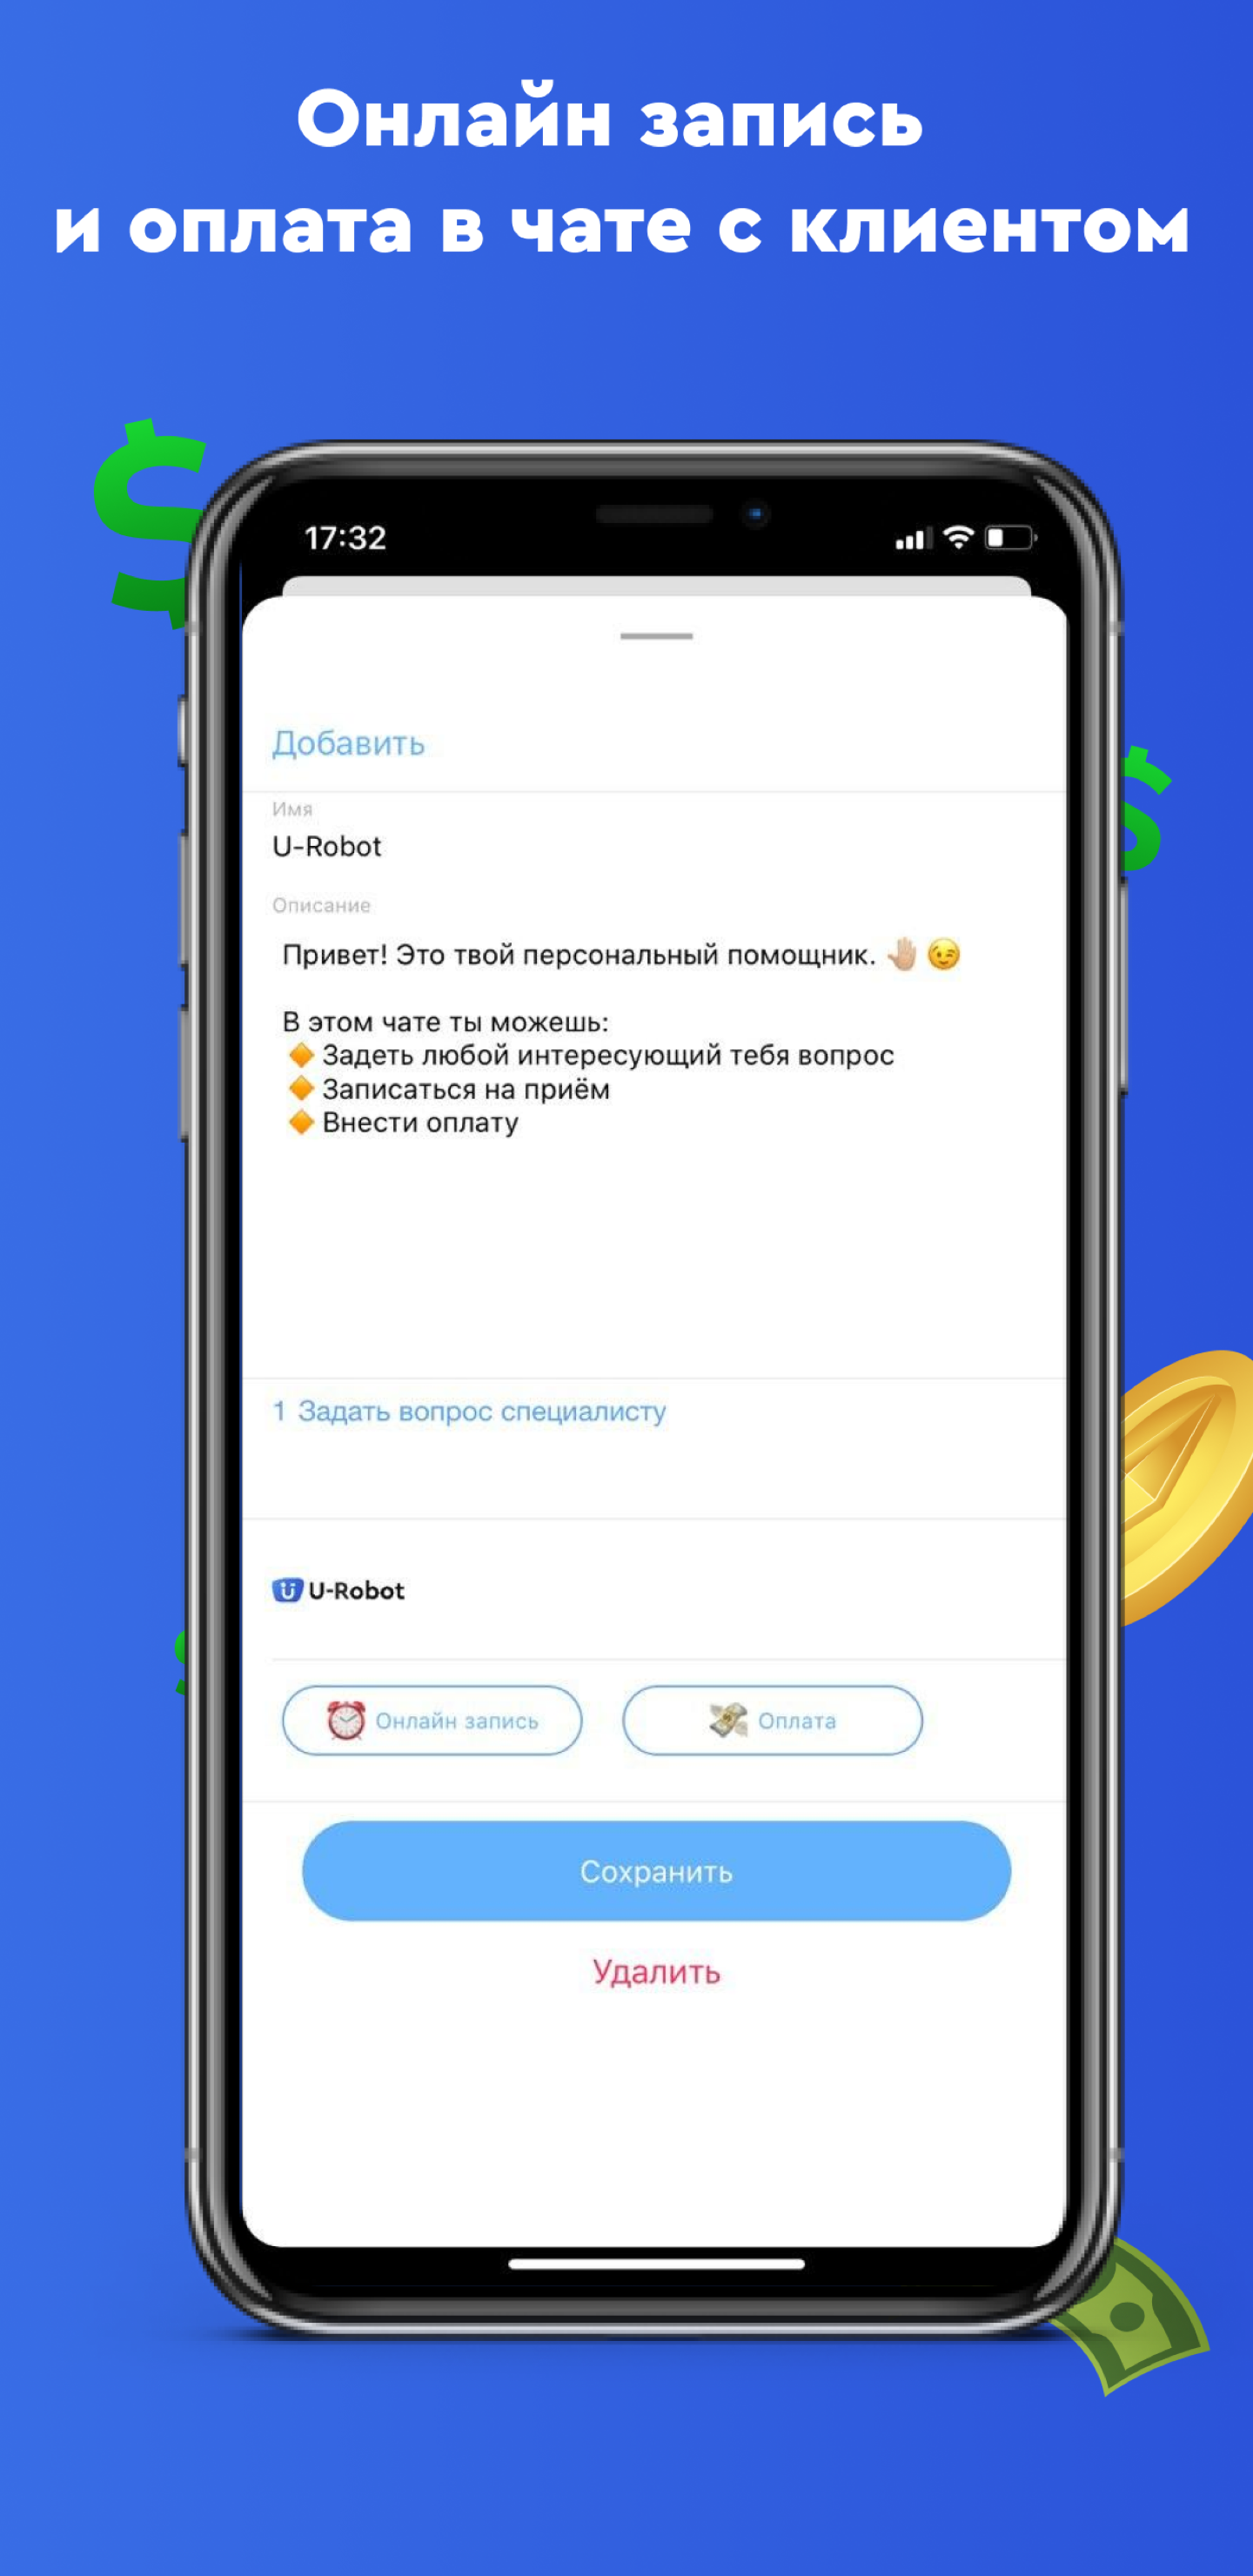 Онлайн запись
и оплата в чате с клиентом
17:32
Добавить
Имя
U-Robot
Описание
Привет! Это твой персональный помощник. 🤚 😉
В этом чате ты можешь:
🔶 Задеть любой интересующий тебя вопрос
🔶 Записаться на приём
🔶 Внести оплату
1 Задать вопрос специалисту
U-Robot
⏰ Онлайн запись
💸 Оплата
Сохранить
Удалить